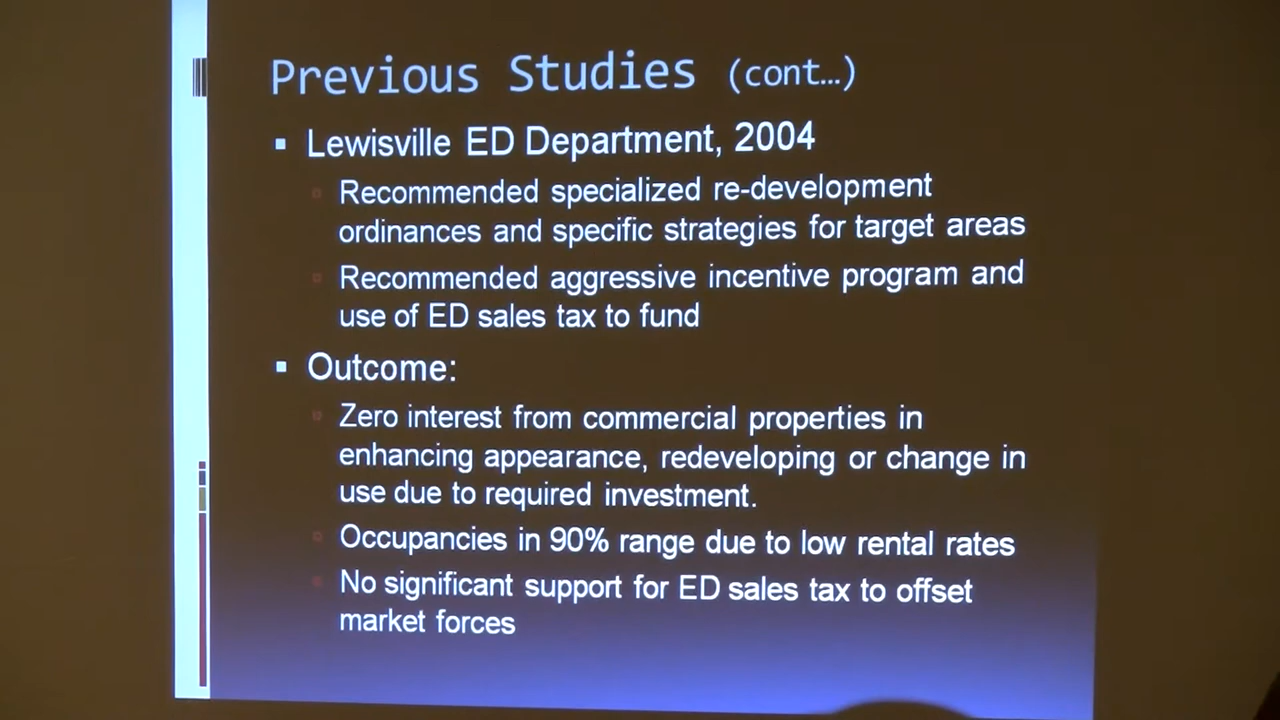 Previous Studies (cont…)
▪ Lewisville ED Department, 2004
▫ Recommended specialized re-development
ordinances and specific strategies for target areas
▫ Recommended aggressive incentive program and
use of ED sales tax to fund
▪ Outcome:
▫ Zero interest from commercial properties in
enhancing appearance, redeveloping or change in
use due to required investment.
▫ Occupancies in 90% range due to low rental rates
▫ No significant support for ED sales tax to offset
market forces